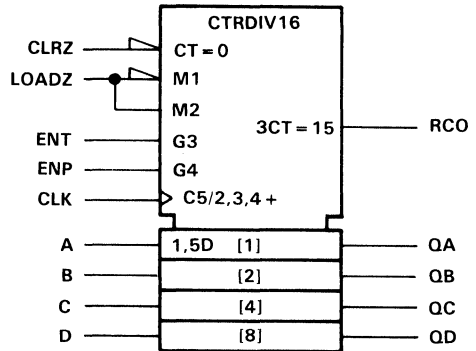 CTRDIV16
CLRZ CT=0
LOADZ M1
M2
3CT=15 RCO
ENT G3
ENP G4
CLK C5/2,3,4+
A 1,5D [1] QA
B [2] QB
C [4] QC
D [8] QD